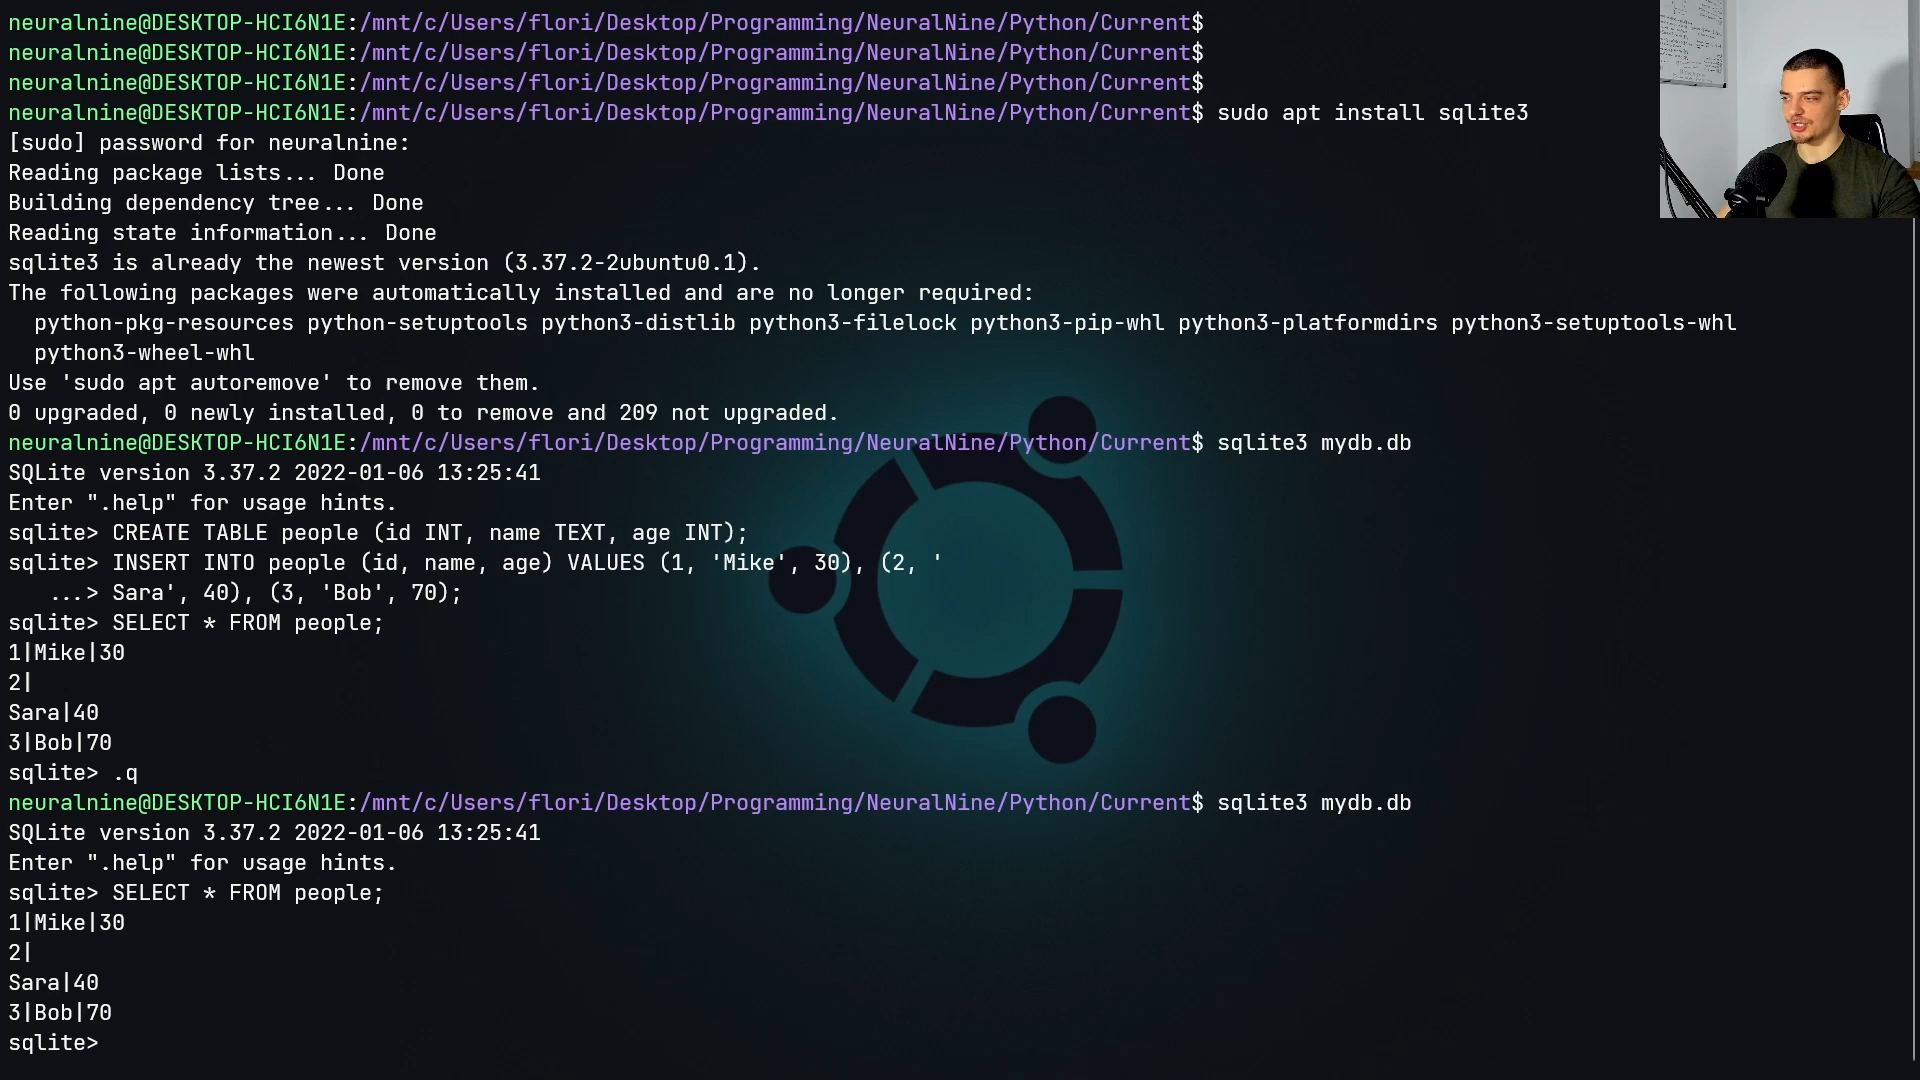 neuralnine@DESKTOP-HCI6N1E:/mnt/c/Users/flori/Desktop/Programming/NeuralNine/Python/Current$
neuralnine@DESKTOP-HCI6N1E:/mnt/c/Users/flori/Desktop/Programming/NeuralNine/Python/Current$
neuralnine@DESKTOP-HCI6N1E:/mnt/c/Users/flori/Desktop/Programming/NeuralNine/Python/Current$
neuralnine@DESKTOP-HCI6N1E:/mnt/c/Users/flori/Desktop/Programming/NeuralNine/Python/Current$ sudo apt install sqlite3
[sudo] password for neuralnine:
Reading package lists... Done
Building dependency tree... Done
Reading state information... Done
sqlite3 is already the newest version (3.37.2-2ubuntu0.1).
The following packages were automatically installed and are no longer required:
  python-pkg-resources python-setuptools python3-distlib python3-filelock python3-pip-whl python3-platformdirs python3-setuptools-whl
  python3-wheel-whl
Use 'sudo apt autoremove' to remove them.
0 upgraded, 0 newly installed, 0 to remove and 209 not upgraded.
neuralnine@DESKTOP-HCI6N1E:/mnt/c/Users/flori/Desktop/Programming/NeuralNine/Python/Current$ sqlite3 mydb.db
SQLite version 3.37.2 2022-01-06 13:25:41
Enter ".help" for usage hints.
sqlite> CREATE TABLE people (id INT, name TEXT, age INT);
sqlite> INSERT INTO people (id, name, age) VALUES (1, 'Mike', 30), (2, '
   ...> Sara', 40), (3, 'Bob', 70);
sqlite> SELECT * FROM people;
1|Mike|30
2|
Sara|40
3|Bob|70
sqlite> .q
neuralnine@DESKTOP-HCI6N1E:/mnt/c/Users/flori/Desktop/Programming/NeuralNine/Python/Current$ sqlite3 mydb.db
SQLite version 3.37.2 2022-01-06 13:25:41
Enter ".help" for usage hints.
sqlite> SELECT * FROM people;
1|Mike|30
2|
Sara|40
3|Bob|70
sqlite>